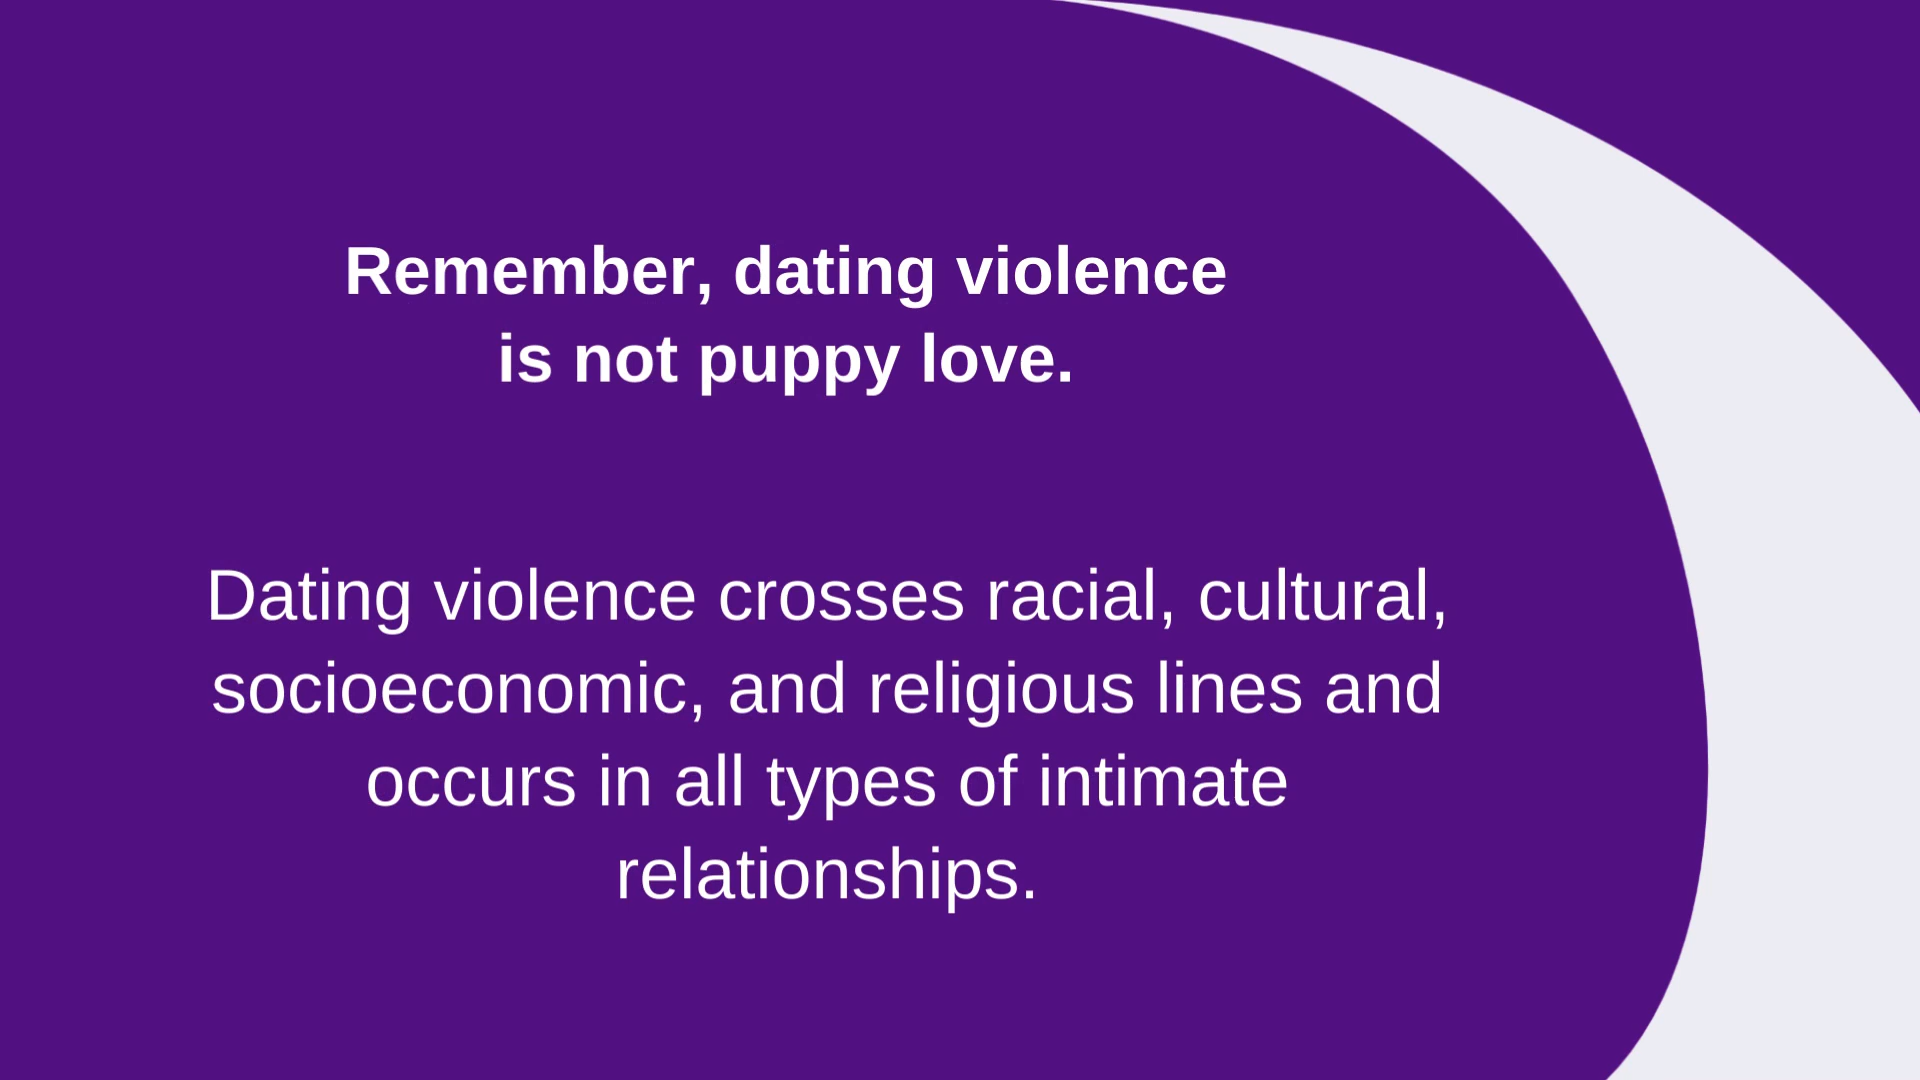 Remember, dating violence
is not puppy love.
Dating violence crosses racial, cultural,
socioeconomic, and religious lines and
occurs in all types of intimate
relationships.